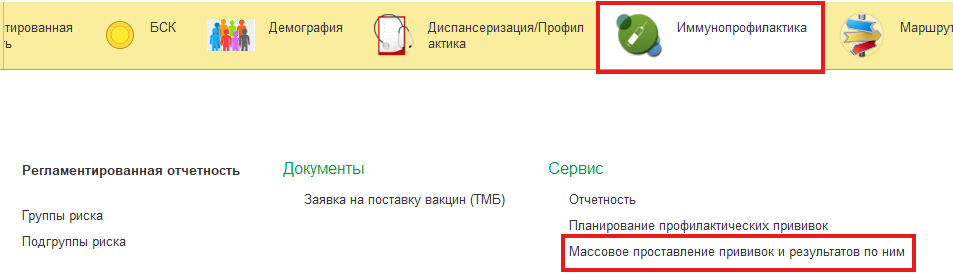 тированная
ть
БСК
Демография
Диспансеризация/Профил
актика
Иммунопрофилактика
Маршрут
Регламентированная отчетность
Группы риска
Подгруппы риска
Документы
Заявка на поставку вакцин (ТМБ)
Сервис
Отчетность
Планирование профилактических прививок
Массовое проставление прививок и результатов по ним